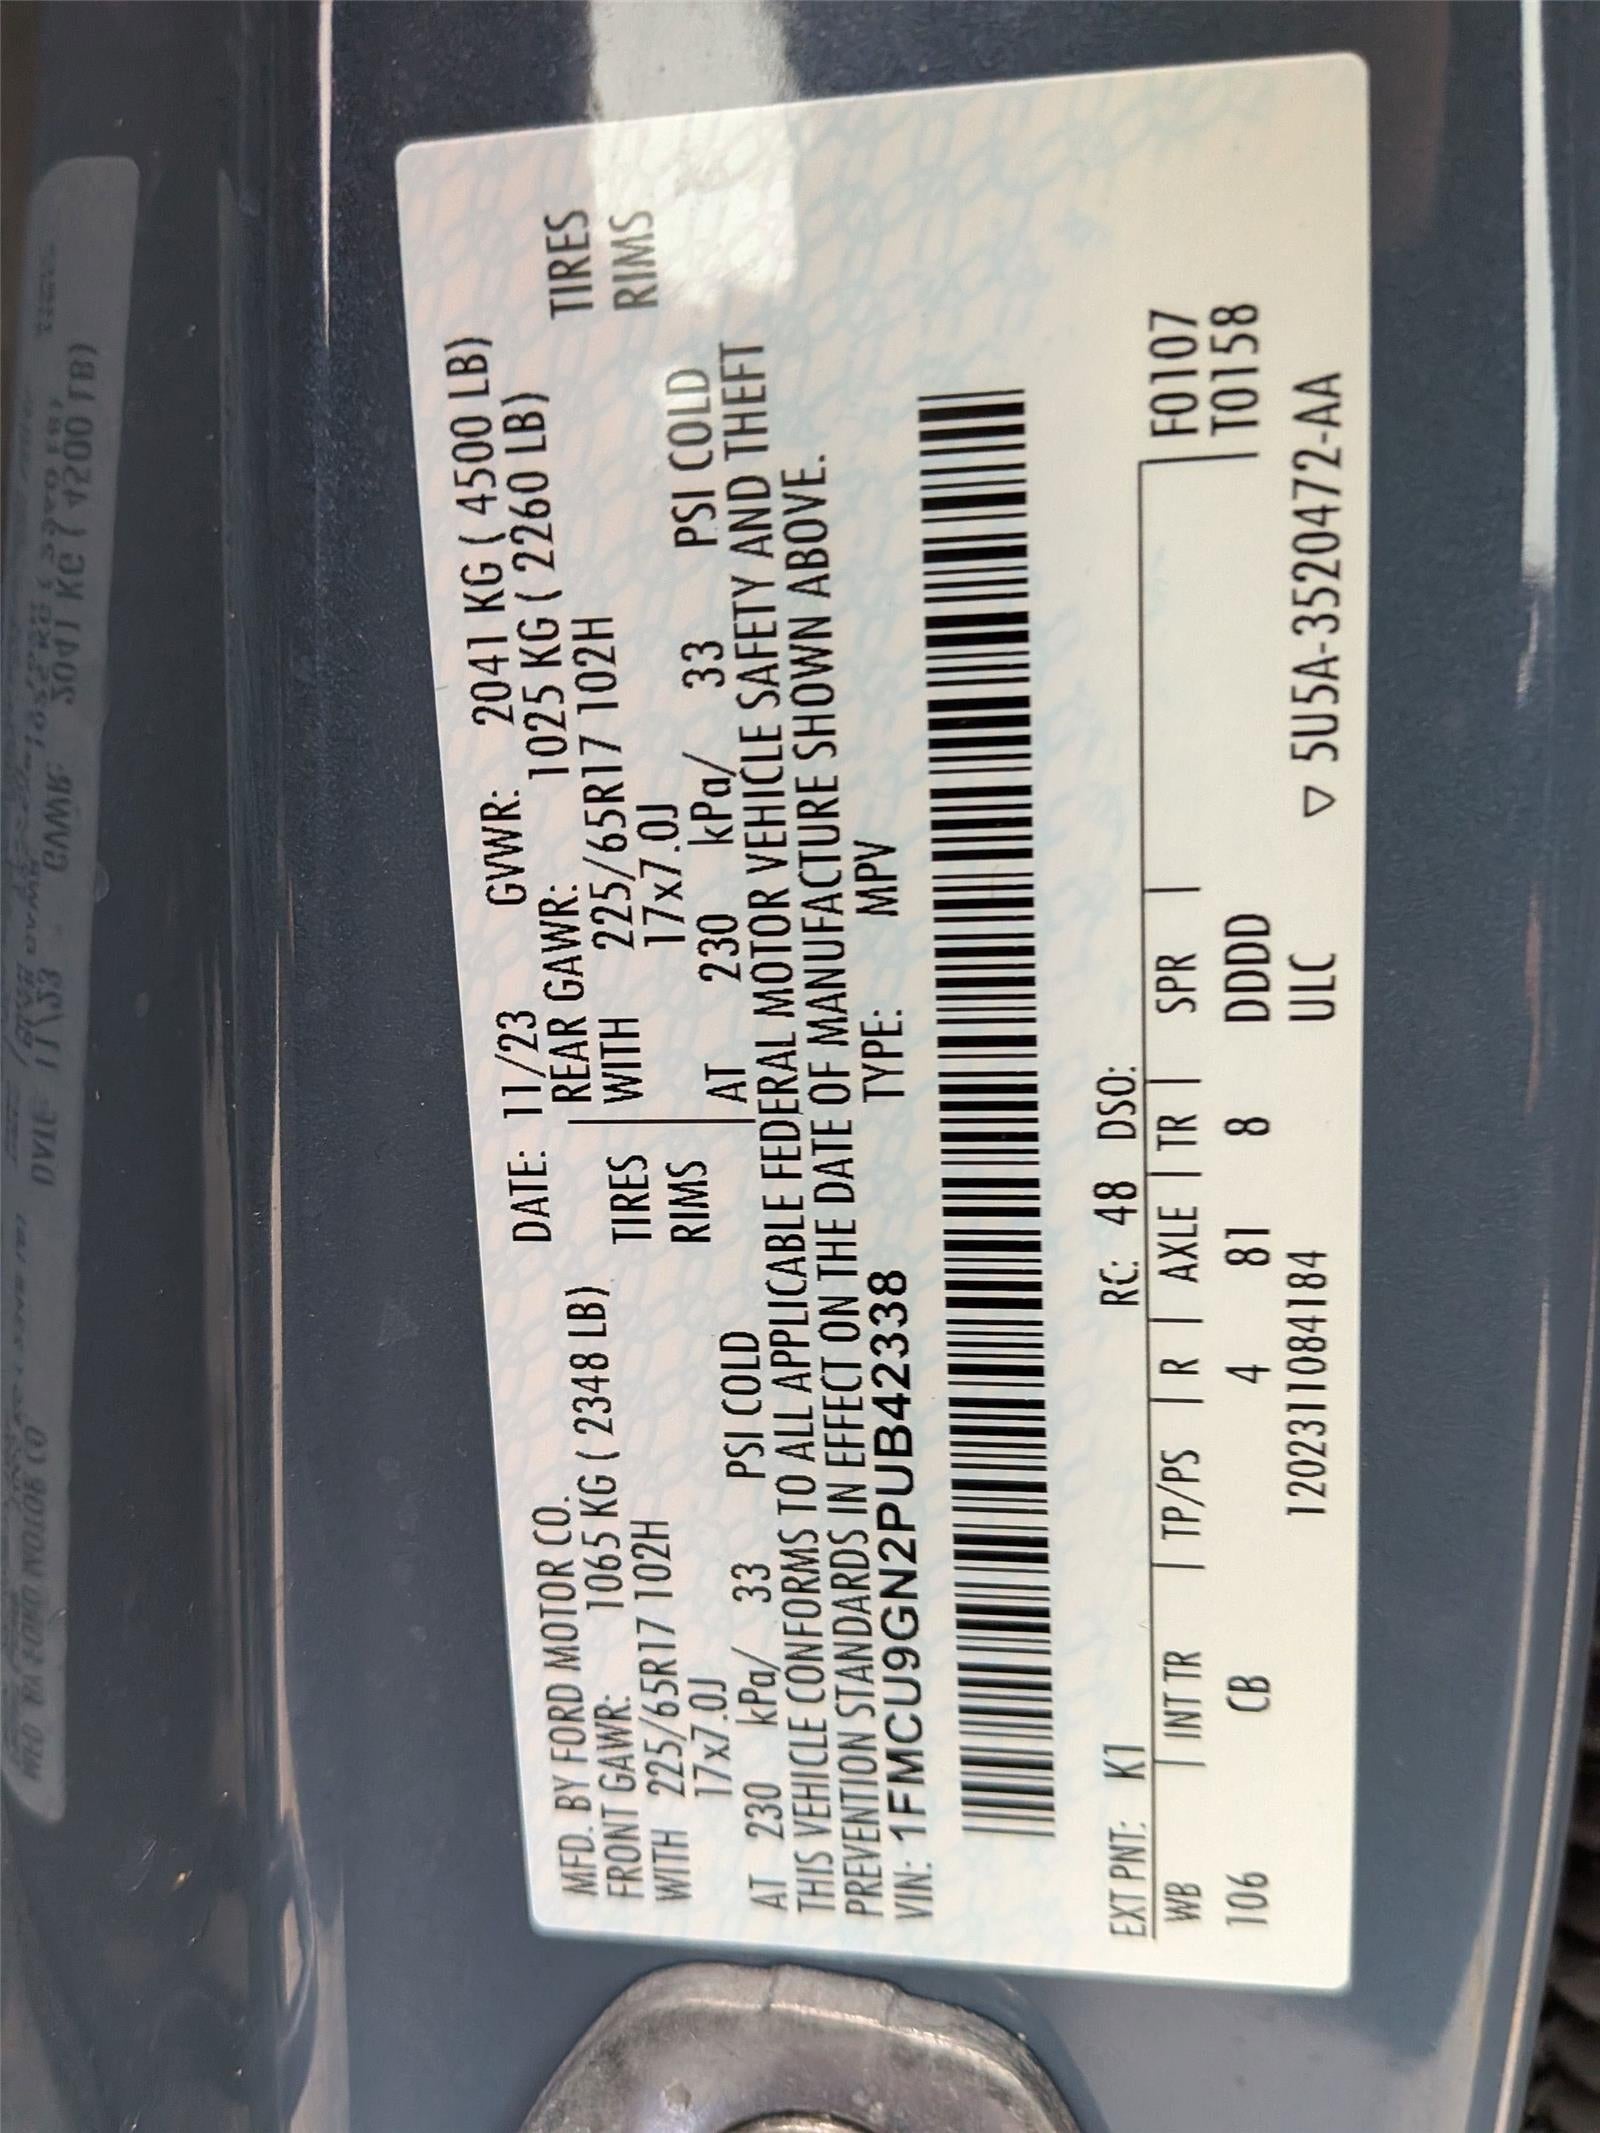 MFD. BY FORD MOTOR CO. DATE: 11/23 GVWR: 2041 KG ( 4500 LB)
FRONT GAWR: 1065 KG ( 2348 LB) REAR GAWR: 1025 KG ( 2260 LB)
WITH 225/65R17 102H TIRES WITH 225/65R17 102H TIRES
17x7.0J RIMS 17x7.0J RIMS
AT 230 kPa/ 33 PSI COLD AT 230 kPa/ 33 PSI COLD
THIS VEHICLE CONFORMS TO ALL APPLICABLE FEDERAL MOTOR VEHICLE SAFETY AND THEFT
PREVENTION STANDARDS IN EFFECT ON THE DATE OF MANUFACTURE SHOWN ABOVE.
VIN: 1FMCU9GN2PUB42338 TYPE: MPV
EXT PNT: K1 RC: 48 DSO:
WB | INT TR | TP/PS | R | AXLE | TR | SPR | F0107
106 CB 4 81 8 DDDD T0158
1202311084184 ULC ▽ 5U5A-3520472-AA